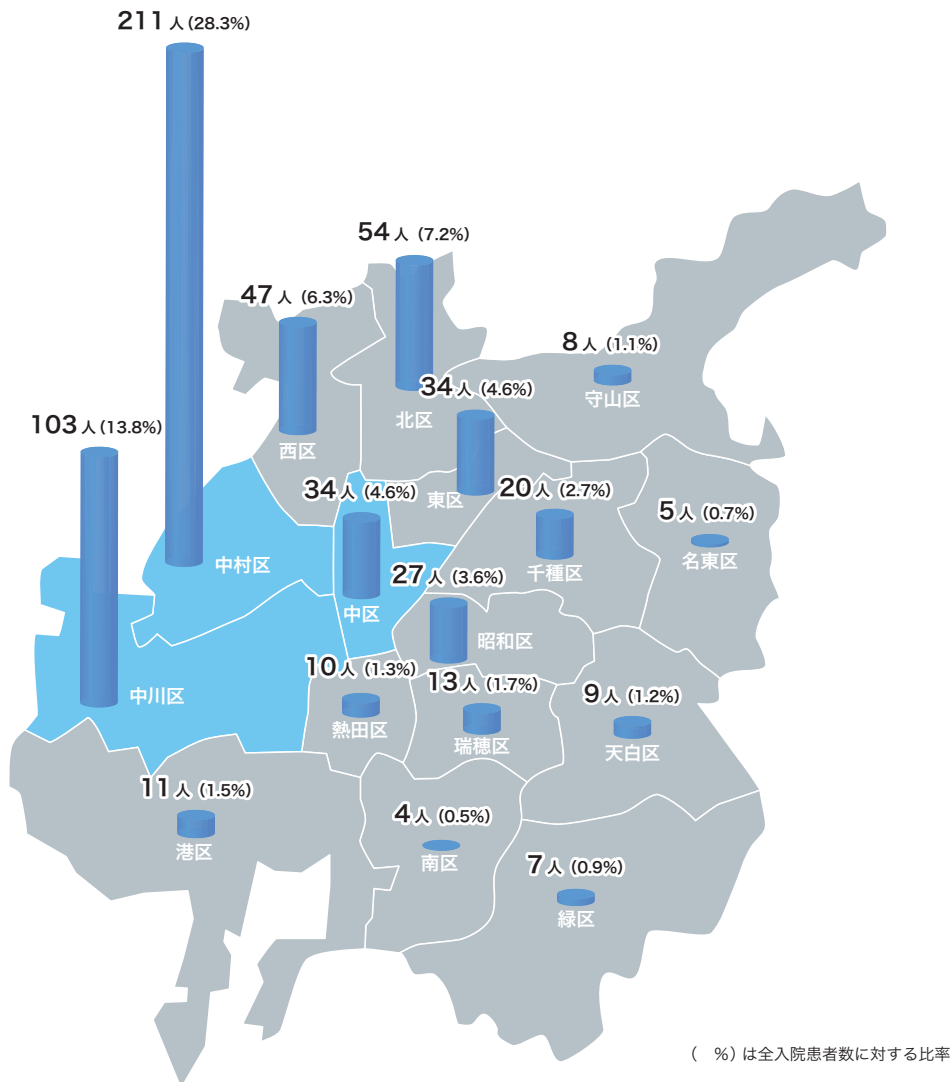 211人(28.3%)
54人(7.2%)
47人(6.3%)
8人(1.1%)
守山区
34人(4.6%)
北区
103人(13.8%)
西区
34人(4.6%)
東区
20人(2.7%)
5人(0.7%)
名東区
中村区
千種区
27人(3.6%)
中区
昭和区
10人(1.3%)
13人(1.7%)
9人(1.2%)
中川区
熱田区
瑞穂区
天白区
11人(1.5%)
港区
4人(0.5%)
南区
7人(0.9%)
緑区
(　%)は全入院患者数に対する比率